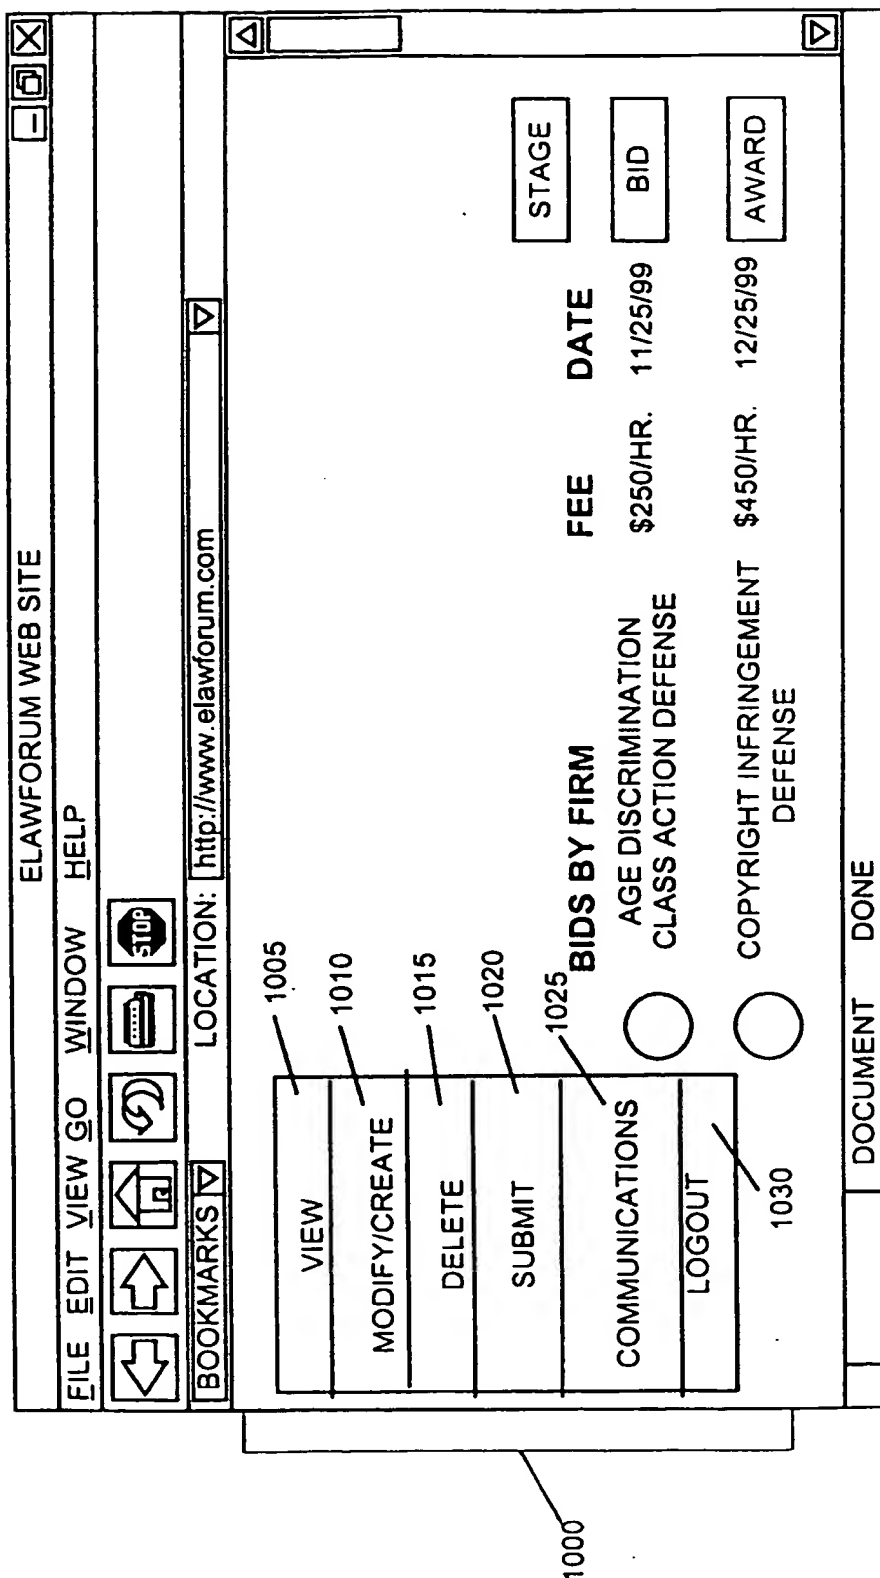 ELAWFORUM WEB SITE
FILE EDIT VIEW GO WINDOW HELP
STOP
BOOKMARKS LOCATION: http://www.elawforum.com
VIEW 1005
MODIFY/CREATE 1010
DELETE 1015
SUBMIT 1020
COMMUNICATIONS 1025
LOGOUT
1030
1000
STAGE
BIDS BY FIRM FEE DATE
AGE DISCRIMINATION $250/HR. 11/25/99 BID
CLASS ACTION DEFENSE
COPYRIGHT INFRINGEMENT $450/HR. 12/25/99 AWARD
DEFENSE
DOCUMENT DONE